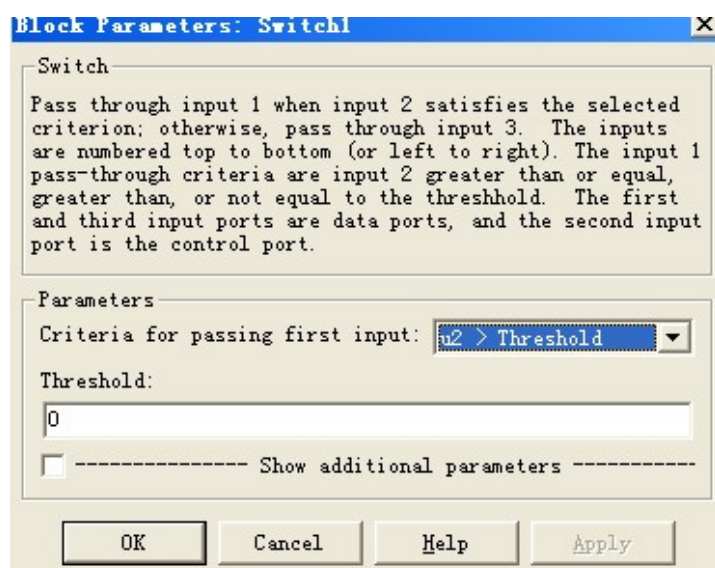 Block Parameters: Switch1
Switch
Pass through input 1 when input 2 satisfies the selected
criterion; otherwise, pass through input 3. The inputs
are numbered top to bottom (or left to right). The input 1
pass-through criteria are input 2 greater than or equal,
greater than, or not equal to the threshhold. The first
and third input ports are data ports, and the second input
port is the control port.
Parameters
Criteria for passing first input: u2 > Threshold
Threshold:
0
--------------- Show additional parameters -----------
OK Cancel Help Apply